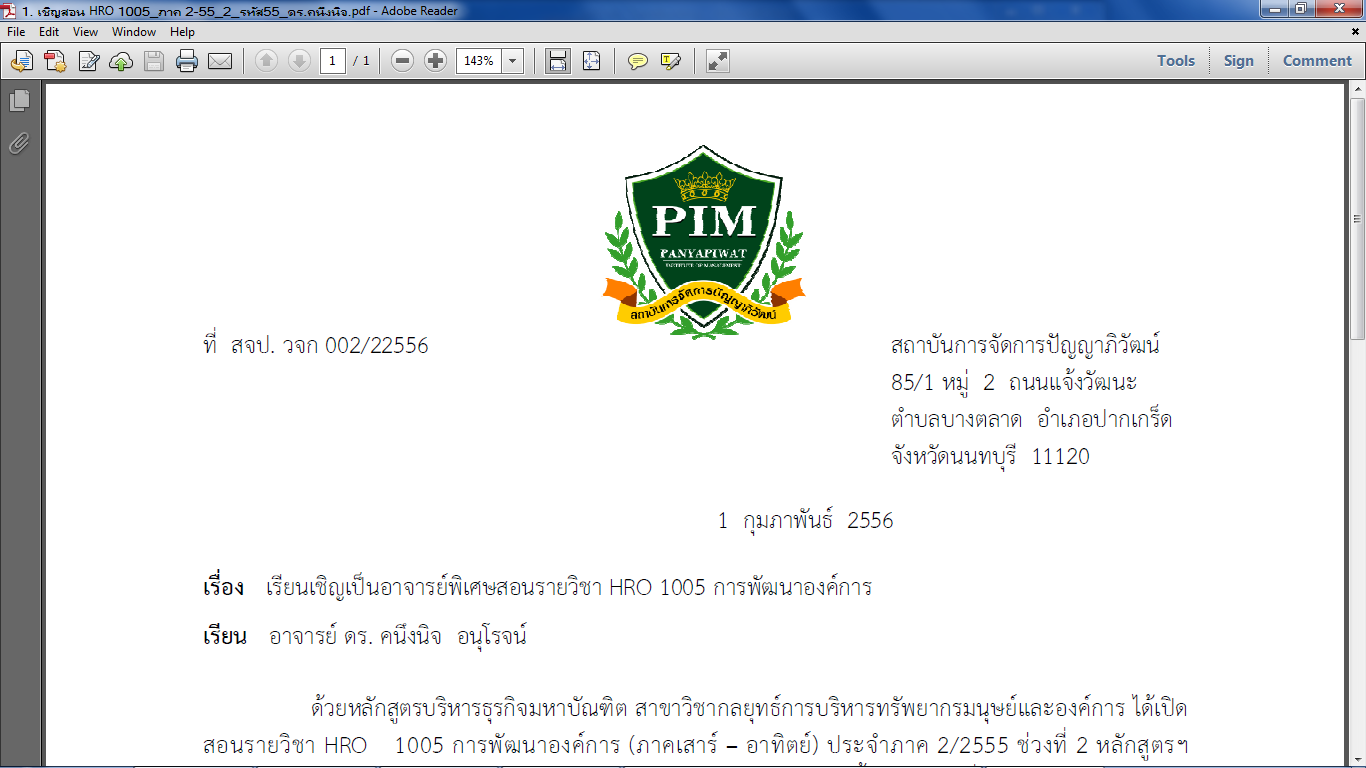 1. เชิญสอน HRO 1005_ภาค 2-55_2_รหัส55_ดร.คนึงนิจ.pdf - Adobe Reader
File Edit View Window Help
1 / 1 143% Tools Sign Comment
PIM
PANYAPIWAT
INSTITUTE OF MANAGEMENT
สถาบันการจัดการปัญญาภิวัฒน์
ที่ สจป. วจก 002/22556 สถาบันการจัดการปัญญาภิวัฒน์
85/1 หมู่ 2 ถนนแจ้งวัฒนะ
ตำบลบางตลาด อำเภอปากเกร็ด
จังหวัดนนทบุรี 11120
1 กุมภาพันธ์ 2556
เรื่อง เรียนเชิญเป็นอาจารย์พิเศษสอนรายวิชา HRO 1005 การพัฒนาองค์การ
เรียน อาจารย์ ดร. คนึงนิจ อนุโรจน์
ด้วยหลักสูตรบริหารธุรกิจมหาบัณฑิต สาขาวิชากลยุทธ์การบริหารทรัพยากรมนุษย์และองค์การ ได้เปิด
สอนรายวิชา HRO 1005 การพัฒนาองค์การ (ภาคเสาร์ – อาทิตย์) ประจำภาค 2/2555 ช่วงที่ 2 หลักสูตรฯ